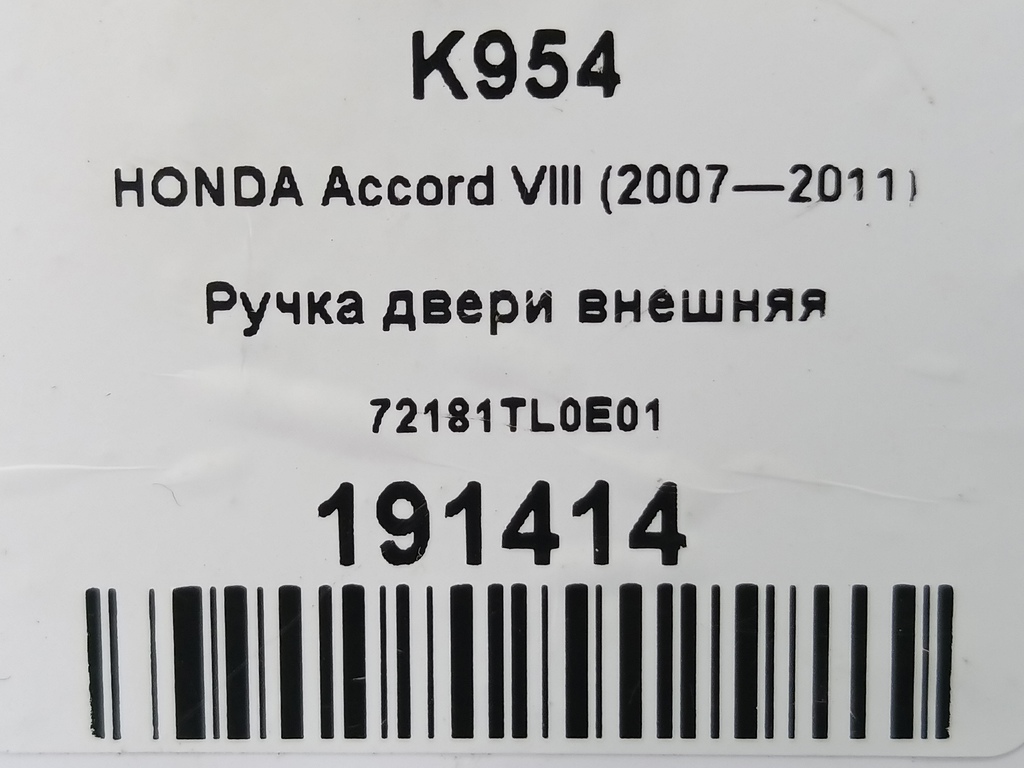 K954
HONDA Accord VIII (2007—2011)
Ручка двери внешняя
72181TL0E01
191414